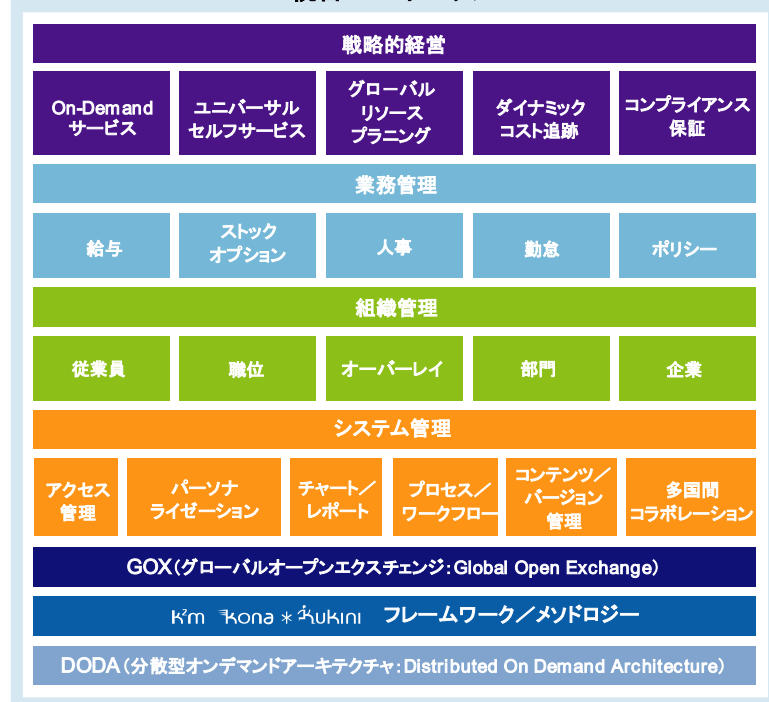 戦略的経営
On-Demand
サービス
ユニバーサル
セルフサービス
グローバル
リソース
プラニング
ダイナミック
コスト追跡
コンプライアンス
保証
業務管理
給与
ストック
オプション
人事
勤怠
ポリシー
組織管理
従業員
職位
オーバーレイ
部門
企業
システム管理
アクセス
管理
パーソナ
ライゼーション
チャート／
レポート
プロセス／
ワークフロー
コンテンツ／
バージョン
管理
多国間
コラボレーション
GOX（グローバルオープンエクスチェンジ：Global Open Exchange）
K²m Kona * Kukini フレームワーク／メソドロジー
DODA（分散型オンデマンドアーキテクチャ：Distributed On Demand Architecture）